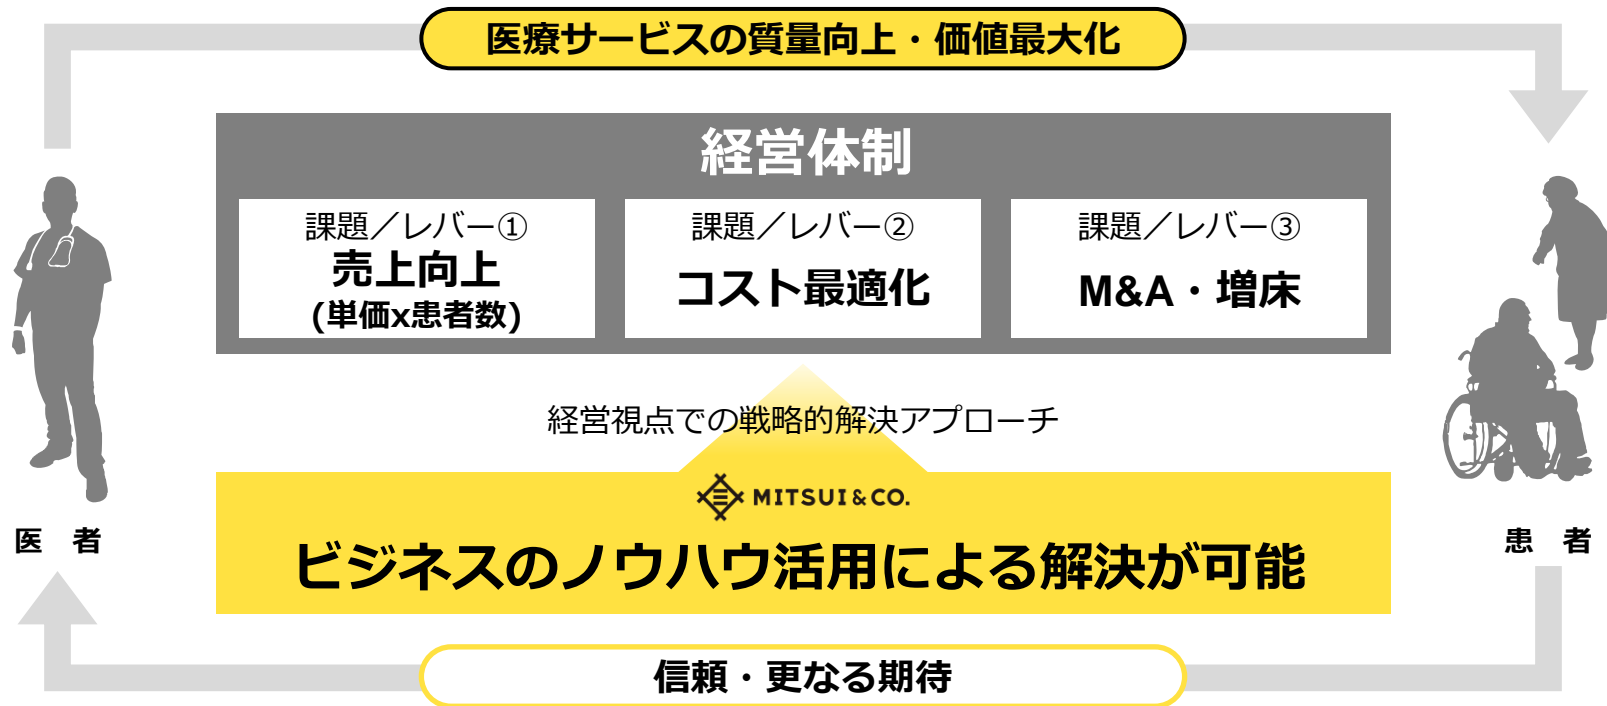 医療サービスの質量向上・価値最大化
経営体制
課題／レバー①
売上向上
(単価x患者数)
課題／レバー②
コスト最適化
課題／レバー③
M&A・増床
経営視点での戦略的解決アプローチ
MITSUI&CO.
ビジネスのノウハウ活用による解決が可能
医 者
患 者
信頼・更なる期待